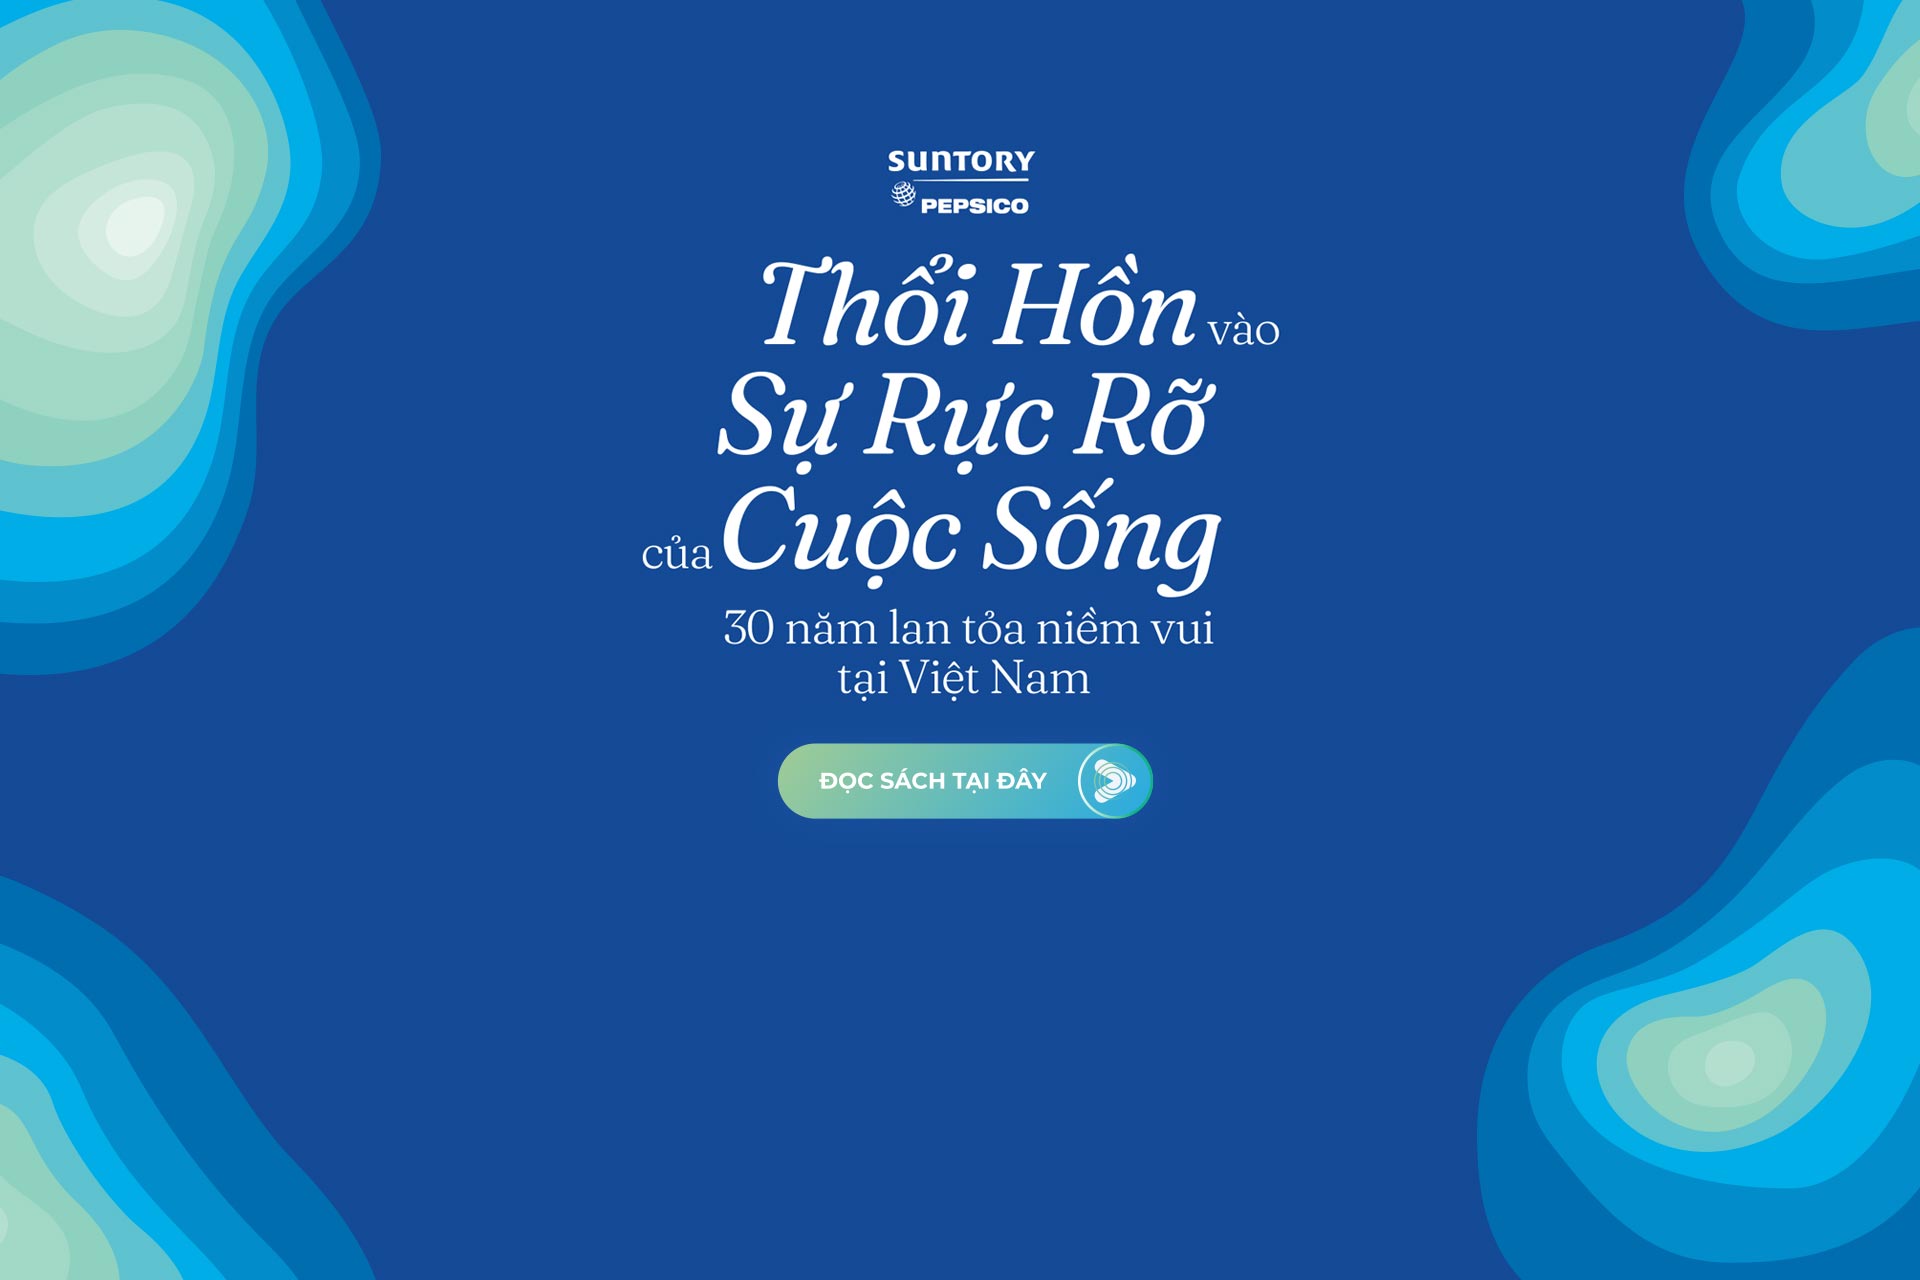 SUNTORY
PEPSICO
Thổi Hồn vào
Sự Rực Rỡ
của Cuộc Sống
30 năm lan tỏa niềm vui
tại Việt Nam
ĐỌC SÁCH TẠI ĐÂY